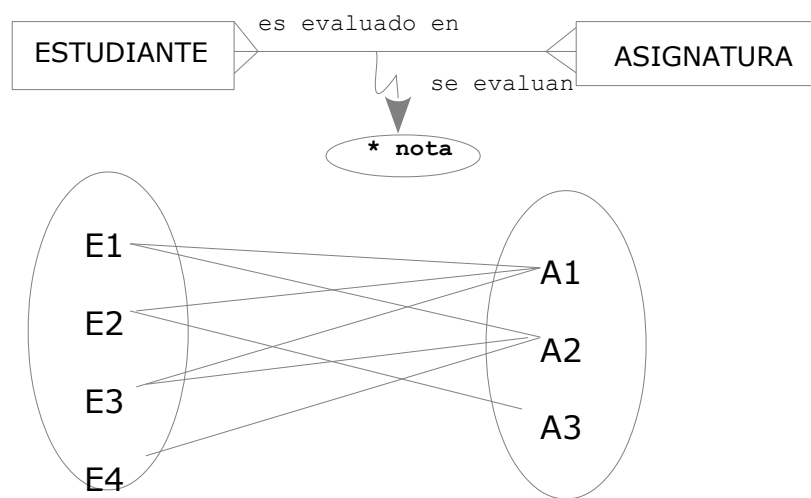 es evaluado en
ESTUDIANTE
ASIGNATURA
se evaluan
* nota
E1
A1
E2
A2
E3
A3
E4